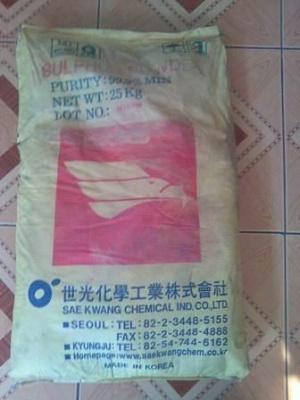 SULPHUR POWDER
PURITY: 99.9% MIN
NET WT: 25Kg
LOT NO.:
世光化學工業株式會社
SAE KWANG CHEMICAL IND. CO.,LTD.
■SEOUL: TEL: 82-2-3448-5155
FAX: 82-2-3448-4888
■KYUNGJU: TEL: 82-54-744-6162
■Homepage: www.saekwangchem.co.kr
MADE IN KOREA